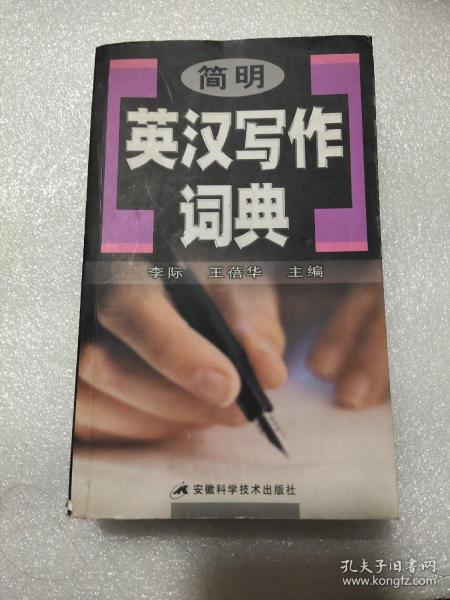 简明
英汉写作
词典
李际 王蓓华 主编
安徽科学技术出版社
孔夫子旧书网
www.kongfz.com